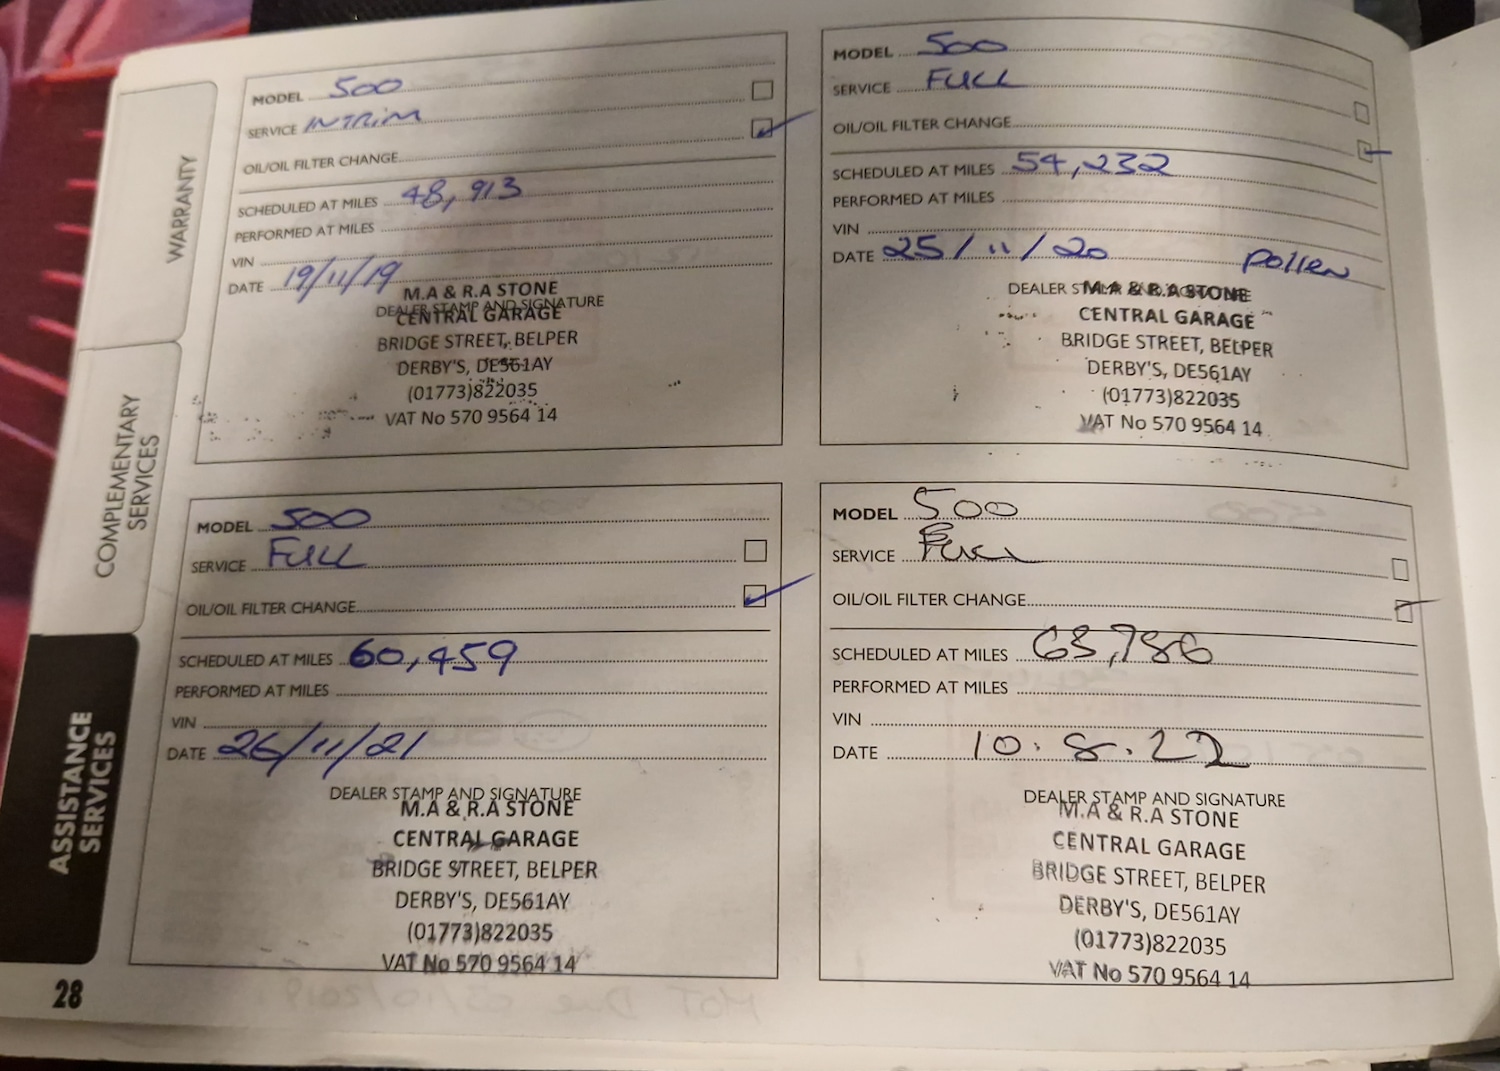 WARRANTY
COMPLEMENTARY
SERVICES
ASSISTANCE
SERVICES
MODEL 500
SERVICE INTRIM
OIL/OIL FILTER CHANGE
SCHEDULED AT MILES 48,913
PERFORMED AT MILES
VIN
DATE 19/11/19
DEALER STAMP AND SIGNATURE
M.A & R.A STONE
CENTRAL GARAGE
BRIDGE STREET, BELPER
DERBY'S, DE561AY
(01773)822035
VAT No 570 9564 14
MODEL 500
SERVICE FULL
OIL/OIL FILTER CHANGE
SCHEDULED AT MILES 54,232
PERFORMED AT MILES
VIN
DATE 25/11/20 pollen
M.A & R.A STONE
CENTRAL GARAGE
BRIDGE STREET, BELPER
DERBY'S, DE561AY
(01773)822035
VAT No 570 9564 14
MODEL 500
SERVICE FULL
OIL/OIL FILTER CHANGE
SCHEDULED AT MILES 60,459
PERFORMED AT MILES
VIN
DATE 26/11/21
DEALER STAMP AND SIGNATURE
M.A & R.A STONE
CENTRAL GARAGE
BRIDGE STREET, BELPER
DERBY'S, DE561AY
(01773)822035
VAT No 570 9564 14
MODEL 500
SERVICE Full
OIL/OIL FILTER CHANGE
SCHEDULED AT MILES 63,786
PERFORMED AT MILES
VIN
DATE 10.8.22
DEALER STAMP AND SIGNATURE
M.A & R.A STONE
CENTRAL GARAGE
BRIDGE STREET, BELPER
DERBY'S, DE561AY
(01773)822035
VAT No 570 9564 14
28